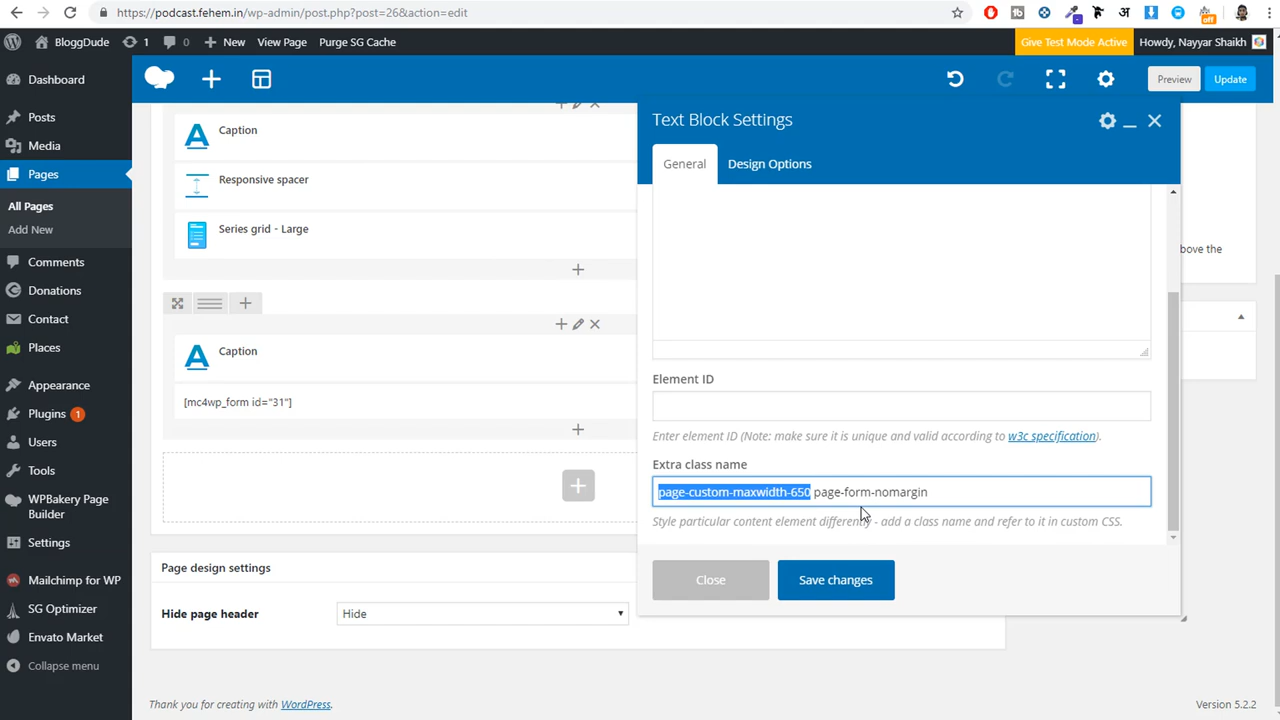 https://podcast.fehem.in/wp-admin/post.php?post=26&action=edit
off
BloggDude
1
0
New
View Page
Purge SG Cache
Give Test Mode Active
Howdy, Nayyar Shaikh
Dashboard
Posts
Media
Pages
All Pages
Add New
Comments
Donations
Contact
Places
Appearance
Plugins 1
Users
Tools
WPBakery Page
Builder
Settings
Mailchimp for WP
SG Optimizer
Envato Market
Collapse menu
Preview
Update
Caption
Responsive spacer
Series grid - Large
Caption
[mc4wp_form id="31"]
Page design settings
Hide page header
Hide
Text Block Settings
General
Design Options
Element ID
Enter element ID (Note: make sure it is unique and valid according to w3c specification).
Extra class name
page-custom-maxwidth-650 page-form-nomargin
Style particular content element differently - add a class name and refer to it in custom CSS.
Close
Save changes
bove the
Thank you for creating with WordPress.
Version 5.2.2